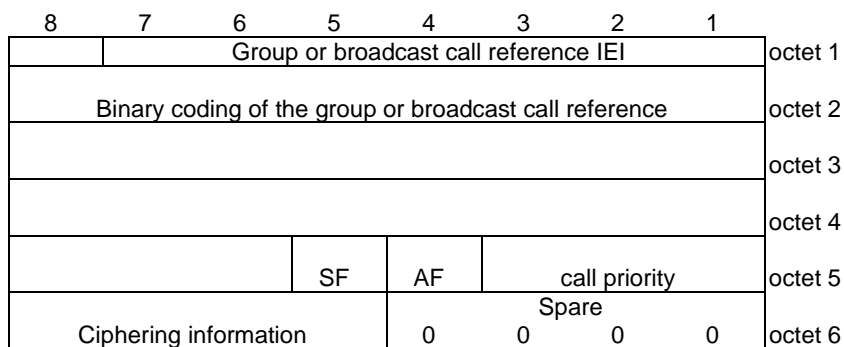 8 7 6 5 4 3 2 1
Group or broadcast call reference IEI octet 1
Binary coding of the group or broadcast call reference octet 2
octet 3
octet 4
SF AF call priority octet 5
Spare
Ciphering information 0 0 0 0 octet 6